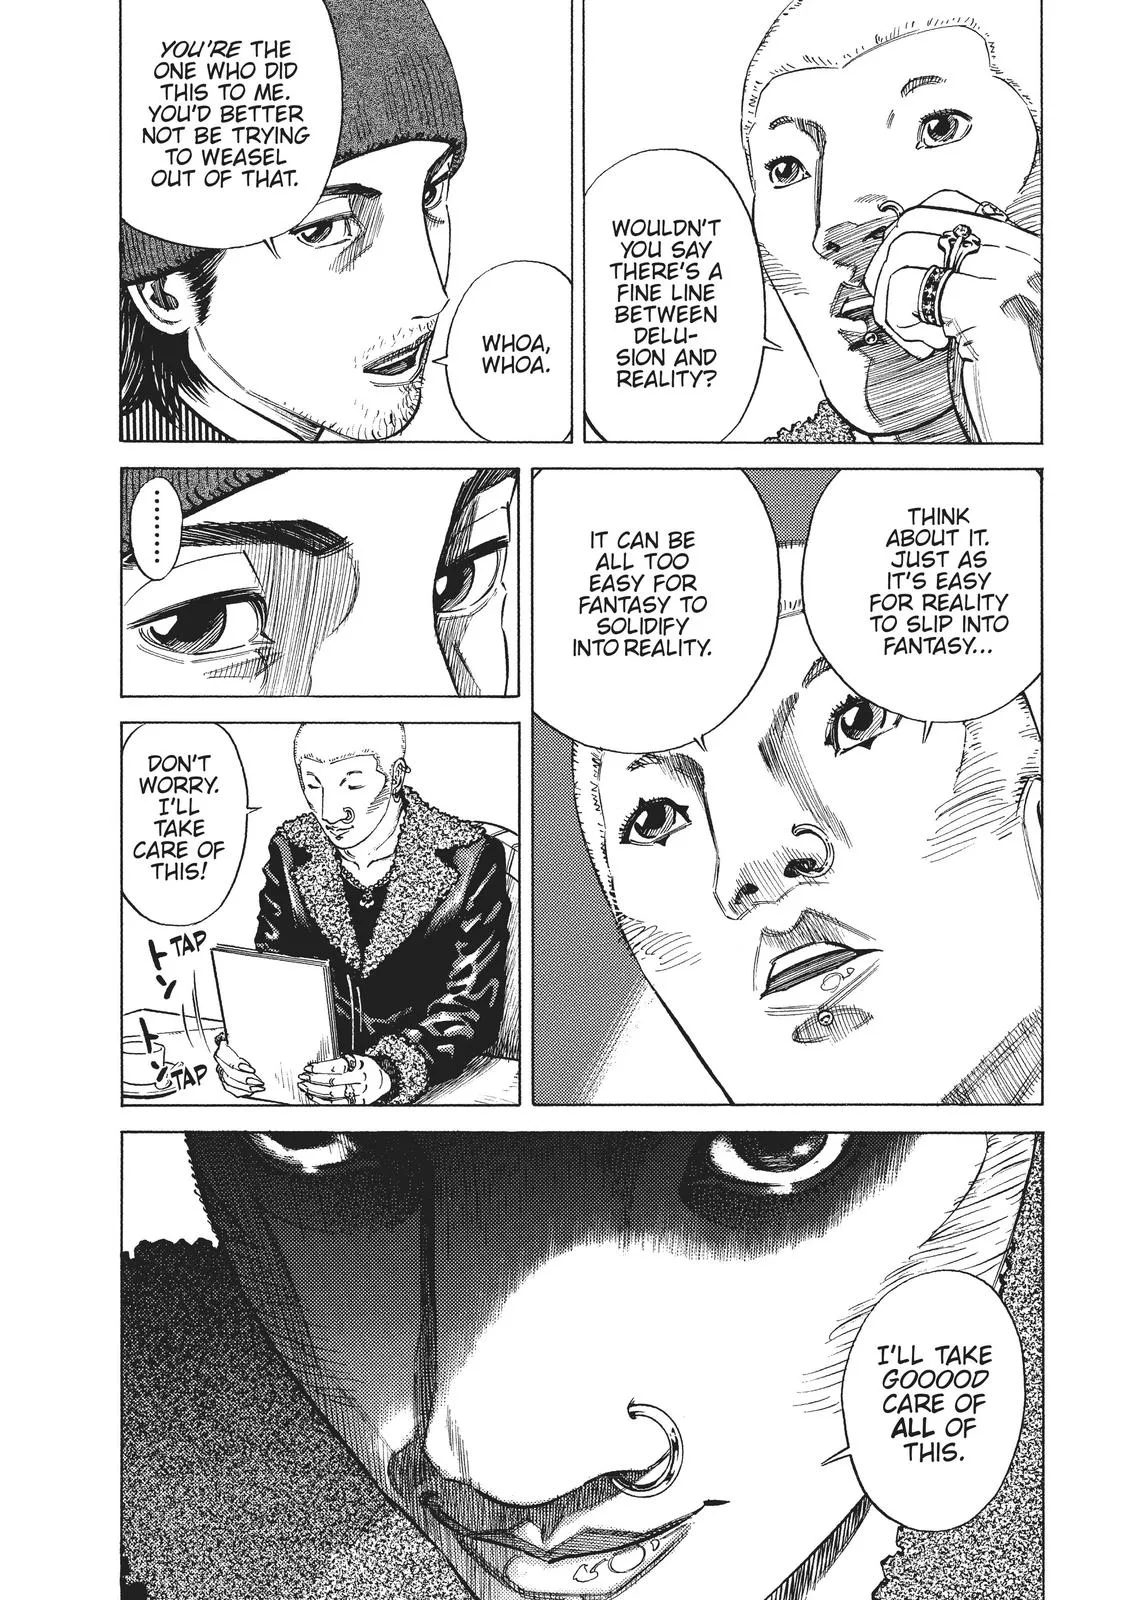 WOULDN'T
YOU SAY
THERE'S A
FINE LINE
BETWEEN
DELU-
SION AND
REALITY?
YOU'RE THE
ONE WHO DID
THIS TO ME.
YOU'D BETTER
NOT BE TRYING
TO WEASEL
OUT OF THAT.
WHOA,
WHOA.
THINK
ABOUT IT.
JUST AS
IT'S EASY
FOR REALITY
TO SLIP INTO
FANTASY...
IT CAN BE
ALL TOO
EASY FOR
FANTASY TO
SOLIDIFY
INTO REALITY.
.........
DON'T
WORRY.
I'LL
TAKE
CARE OF
THIS!
トン
TAP
トン
TAP
I'LL TAKE
GOOOOD
CARE OF
ALL OF
THIS.